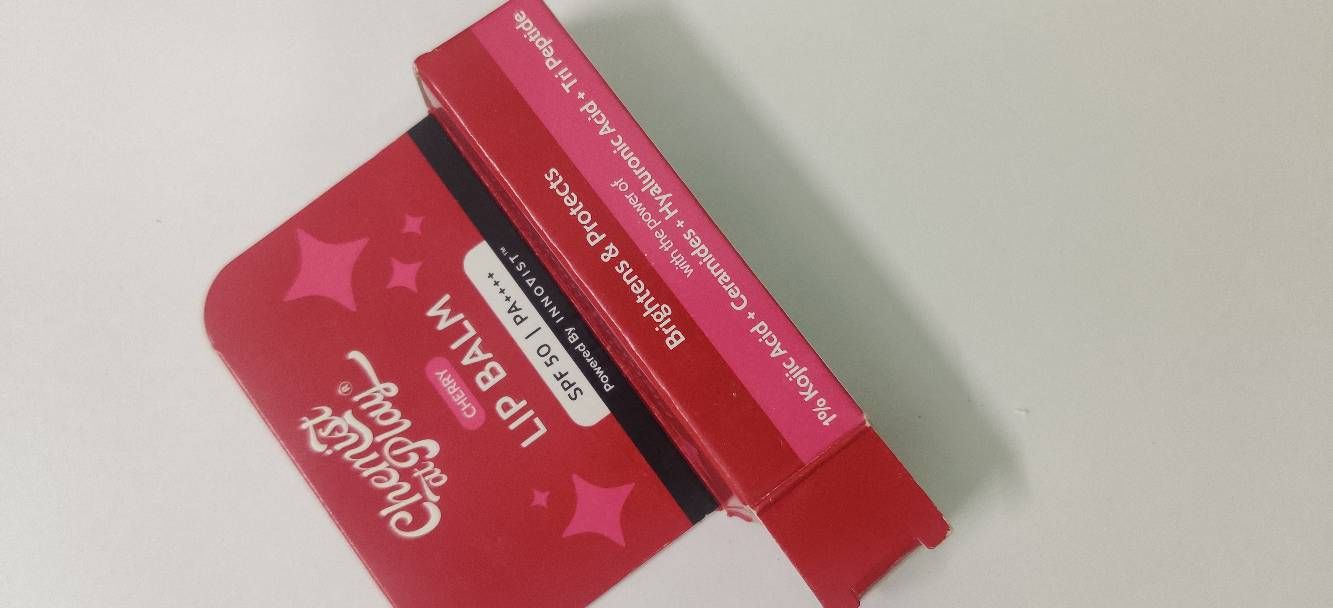 Chemist
at Play®
CHERRY
LIP BALM
SPF 50 | PA++++
Powered By INNOVIST™
Brightens & Protects
with the power of
1% Kojic Acid + Ceramides + Hyaluronic Acid + Tri Peptide